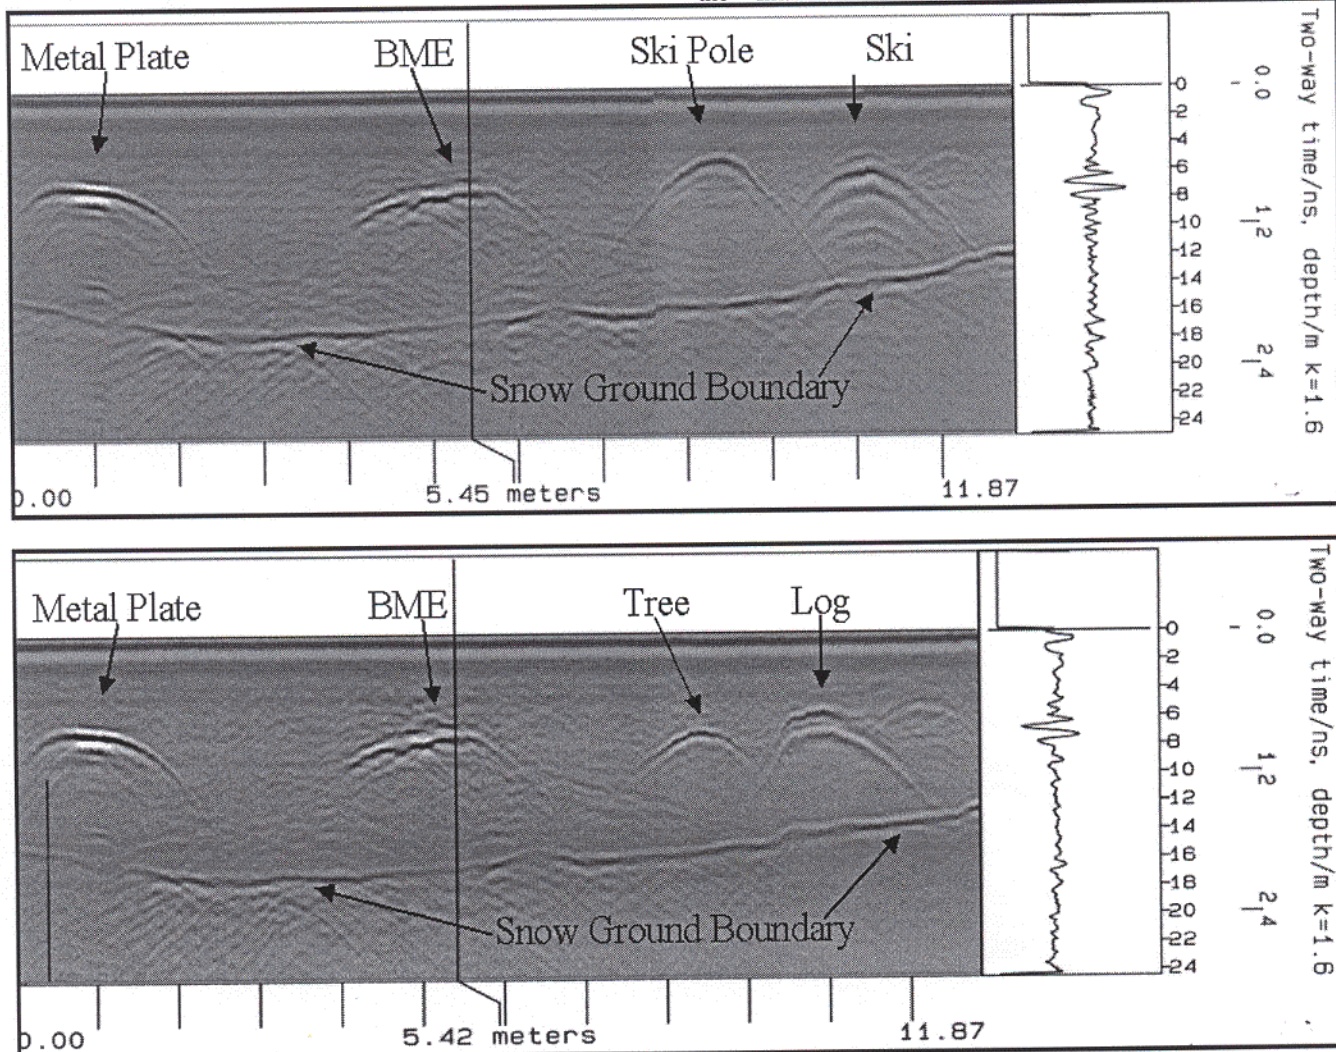 Metal Plate
BME
Ski Pole
Ski
Snow Ground Boundary
0.00
5.45 meters
11.87
0
2
4
6
8
10
12
14
16
18
20
22
24
0.0
1.2
2.4
Two-way time/ns, depth/m k=1.6
Metal Plate
BME
Tree
Log
Snow Ground Boundary
0.00
5.42 meters
11.87
0
2
4
6
8
10
12
14
16
18
20
22
24
0.0
1.2
2.4
Two-way time/ns, depth/m k=1.6